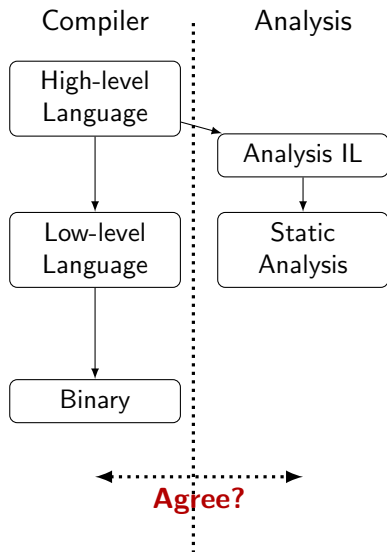 Compiler
Analysis
High-level
Language
Analysis IL
Low-level
Language
Static
Analysis
Binary
Agree?